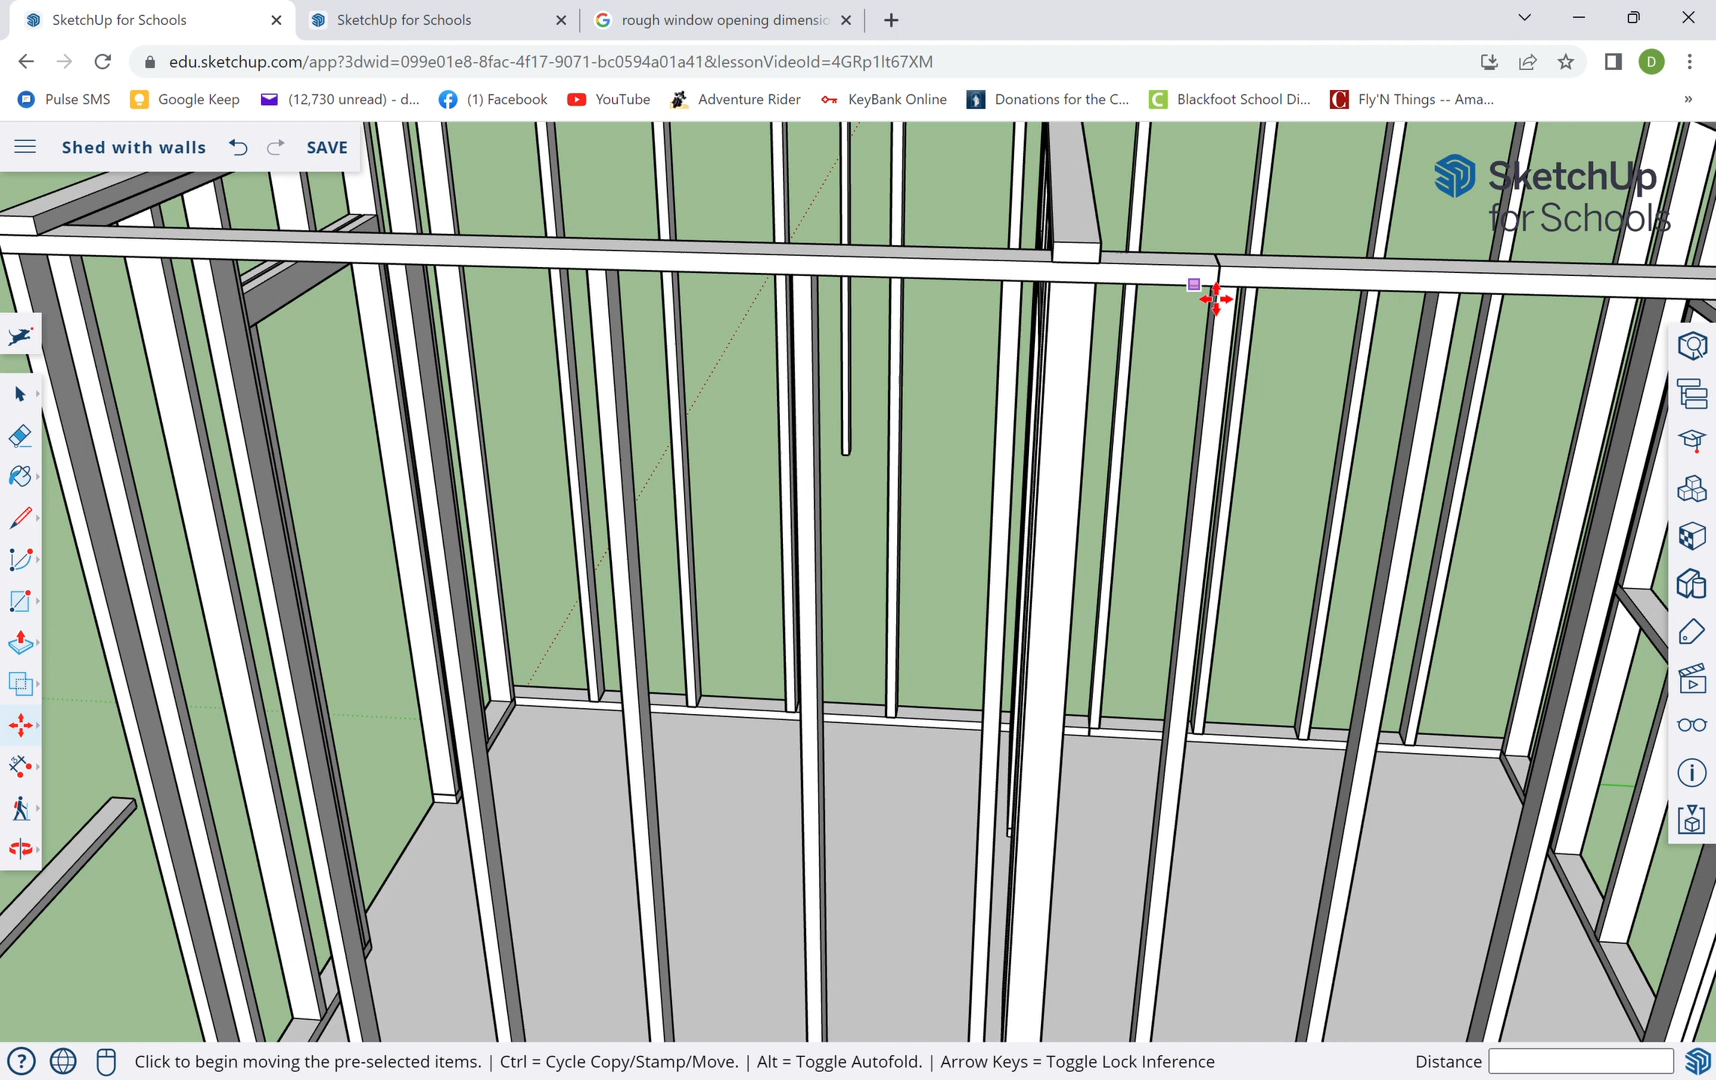 SketchUp for Schools
SketchUp for Schools
rough window opening dimensio
edu.sketchup.com/app?3dwid=099e01e8-8fac-4f17-9071-bc0594a01a41&lessonVideoId=4GRp1It67XM
D
Pulse SMS
Google Keep
(12,730 unread) - d...
(1) Facebook
YouTube
Adventure Rider
KeyBank Online
Donations for the C...
Blackfoot School Di...
Fly'N Things -- Ama...
»
Shed with walls
SAVE
SketchUp
for Schools
Click to begin moving the pre-selected items. | Ctrl = Cycle Copy/Stamp/Move. | Alt = Toggle Autofold. | Arrow Keys = Toggle Lock Inference
Distance